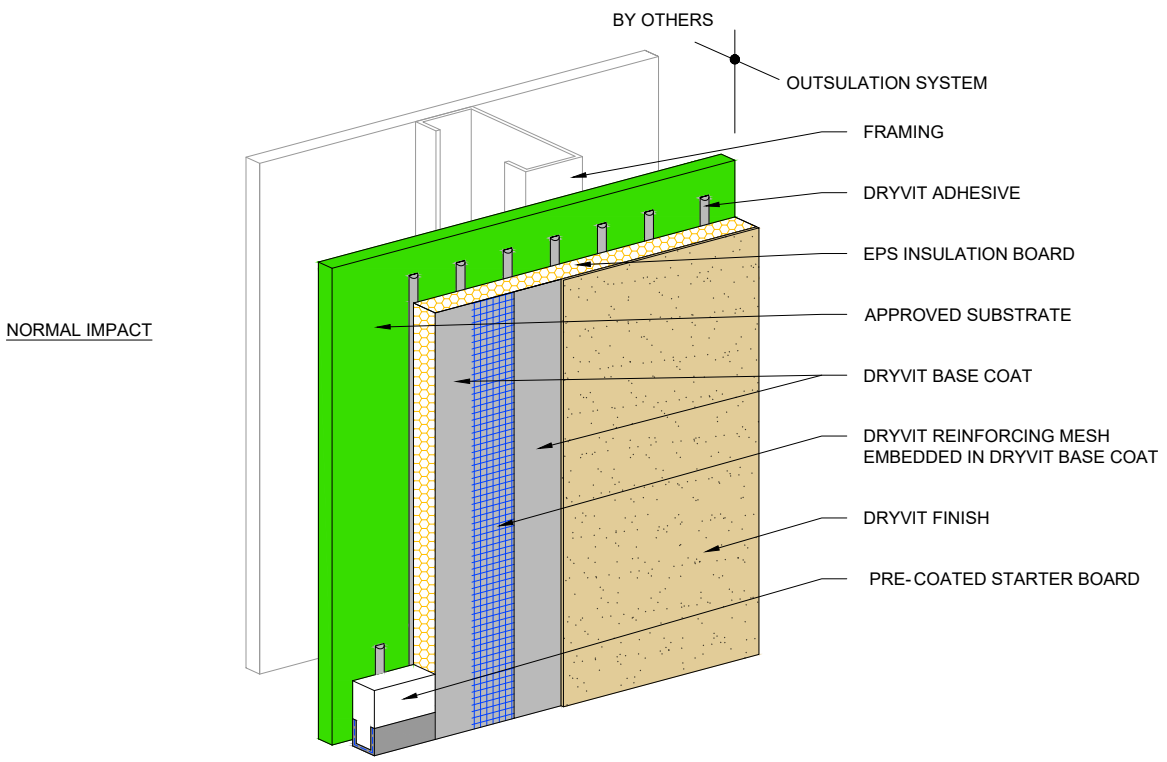 BY OTHERS
OUTSULATION SYSTEM
FRAMING
DRYVIT ADHESIVE
EPS INSULATION BOARD
APPROVED SUBSTRATE
NORMAL IMPACT
DRYVIT BASE COAT
DRYVIT REINFORCING MESH
EMBEDDED IN DRYVIT BASE COAT
DRYVIT FINISH
PRE-COATED STARTER BOARD